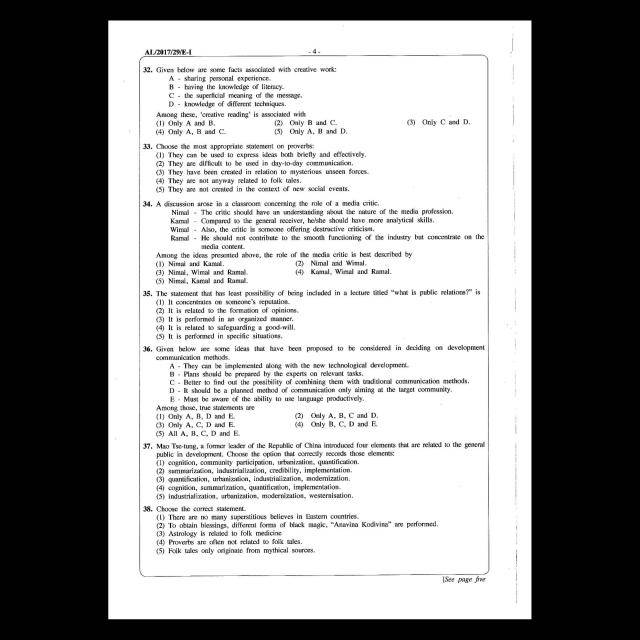 AL/2017/29/E-I
- 4 -
32. Given below are some facts associated with creative work:
A - sharing personal experience.
B - having the knowledge of literacy.
C - the superficial meaning of the message.
D - knowledge of different techniques.
Among these, 'creative reading' is associated with
(1) Only A and B. (2) Only B and C. (3) Only C and D.
(4) Only A, B and C. (5) Only A, B and D.
33. Choose the most appropriate statement on proverbs:
(1) They can be used to express ideas both briefly and effectively.
(2) They are difficult to be used in day-to-day communication.
(3) They have been created in relation to mysterious unseen forces.
(4) They are not anyway related to folk tales.
(5) They are not created in the context of new social events.
34. A discussion arose in a classroom concerning the role of a media critic.
Nimal - The critic should have an understanding about the nature of the media profession.
Kamal - Compared to the general receiver, he/she should have more analytical skills.
Wimal - Also, the critic is someone offering destructive criticism.
Ramal - He should not contribute to the smooth functioning of the industry but concentrate on the
media content.
Among the ideas presented above, the role of the media critic is best described by
(1) Nimal and Kamal. (2) Nimal and Wimal.
(3) Nimal, Wimal and Ramal. (4) Kamal, Wimal and Ramal.
(5) Nimal, Kamal and Ramal.
35. The statement that has least possibility of being included in a lecture titled "what is public relations?" is
(1) It concentrates on someone's reputation.
(2) It is related to the formation of opinions.
(3) It is performed in an organized manner.
(4) It is related to safeguarding a good-will.
(5) It is performed in specific situations.
36. Given below are some ideas that have been proposed to be considered in deciding on development
communication methods.
A - They can be implemented along with the new technological development.
B - Plans should be prepared by the experts on relevant tasks.
C - Better to find out the possibility of combining them with traditional communication methods.
D - It should be a planned method of communication only aiming at the target community.
E - Must be aware of the ability to use language productively.
Among those, true statements are
(1) Only A, B, D and E. (2) Only A, B, C and D.
(3) Only A, C, D and E. (4) Only B, C, D and E.
(5) All A, B, C, D and E.
37. Mao Tse-tung, a former leader of the Republic of China introduced four elements that are related to the general
public in development. Choose the option that correctly records those elements:
(1) cognition, community participation, urbanization, quantification.
(2) summarization, industrialization, credibility, implementation.
(3) quantification, urbanization, industrialization, modernization.
(4) cognition, summarization, quantification, implementation.
(5) industrialization, urbanization, modernization, westernisation.
38. Choose the correct statement.
(1) There are no many superstitious believes in Eastern countries.
(2) To obtain blessings, different forms of black magic, "Anavina Kodivina" are performed.
(3) Astrology is related to folk medicine
(4) Proverbs are often not related to folk tales.
(5) Folk tales only originate from mythical sources.
[See page five